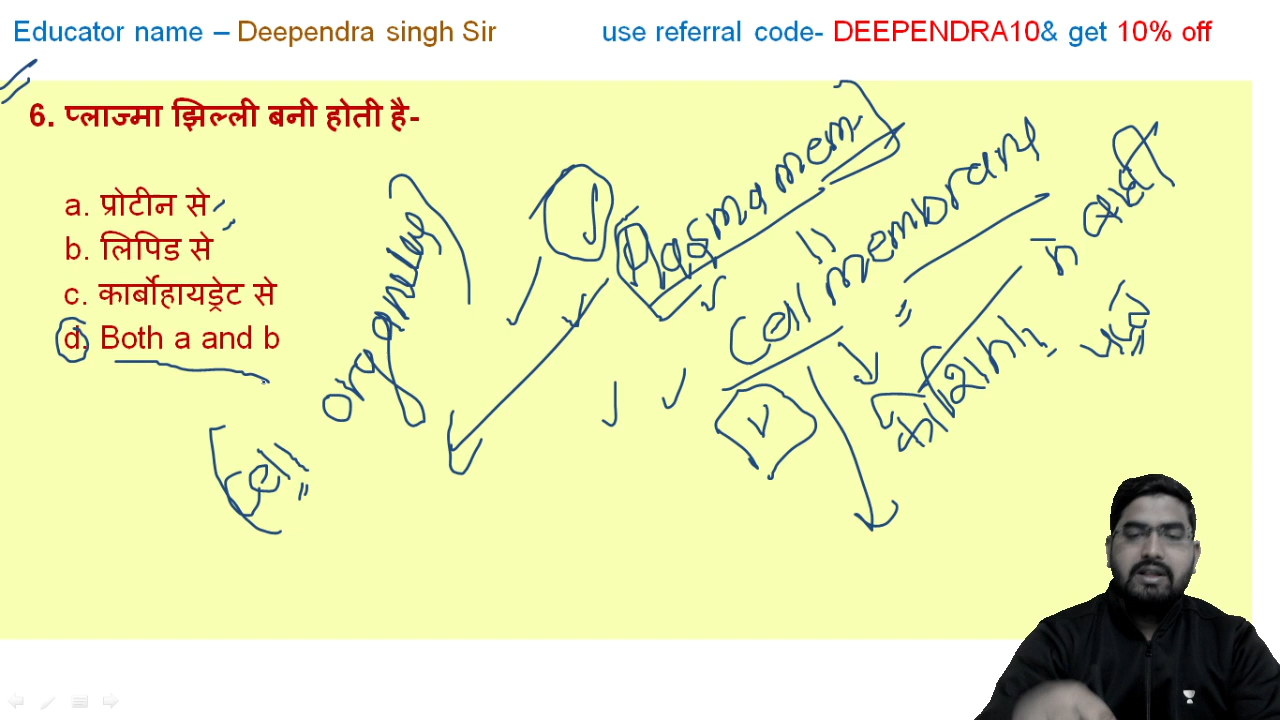 Educator name – Deependra singh Sir use referral code- DEEPENDRA10& get 10% off
6. प्लाज्मा झिल्ली बनी होती है-
a. प्रोटीन से
b. लिपिड से
c. कार्बोहायड्रेट से
d. Both a and b
Plasma mem
Cell membrane
Cell organelles